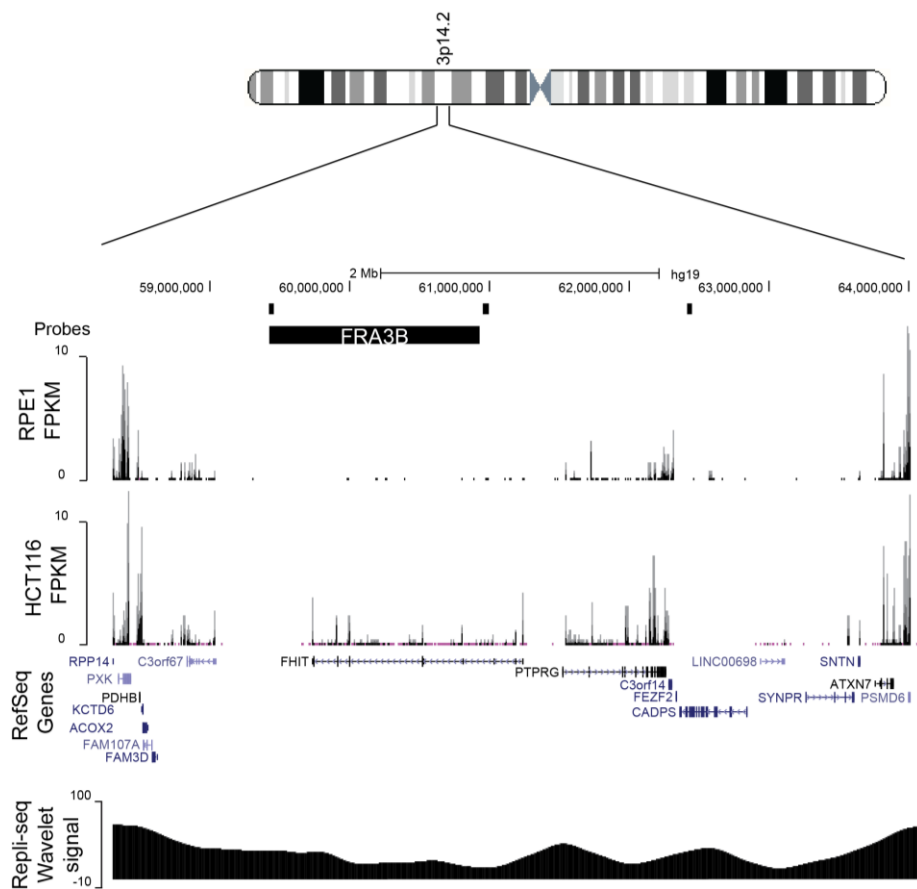 3p14.2
2 Mb hg19
59,000,000 60,000,000 61,000,000 62,000,000 63,000,000 64,000,000
Probes
FRA3B
10
RPE1
FPKM
0
10
HCT116
FPKM
0
RefSeq
Genes
RPP14 C3orf67 FHIT LINC00698 SNTN
PXK PTPRG
PDHB C3orf14 ATXN7
KCTD6 FEZF2 SYNPR PSMD6
ACOX2 CADPS
FAM107A
FAM3D
100
Repli-seq
Wavelet
signal
-10